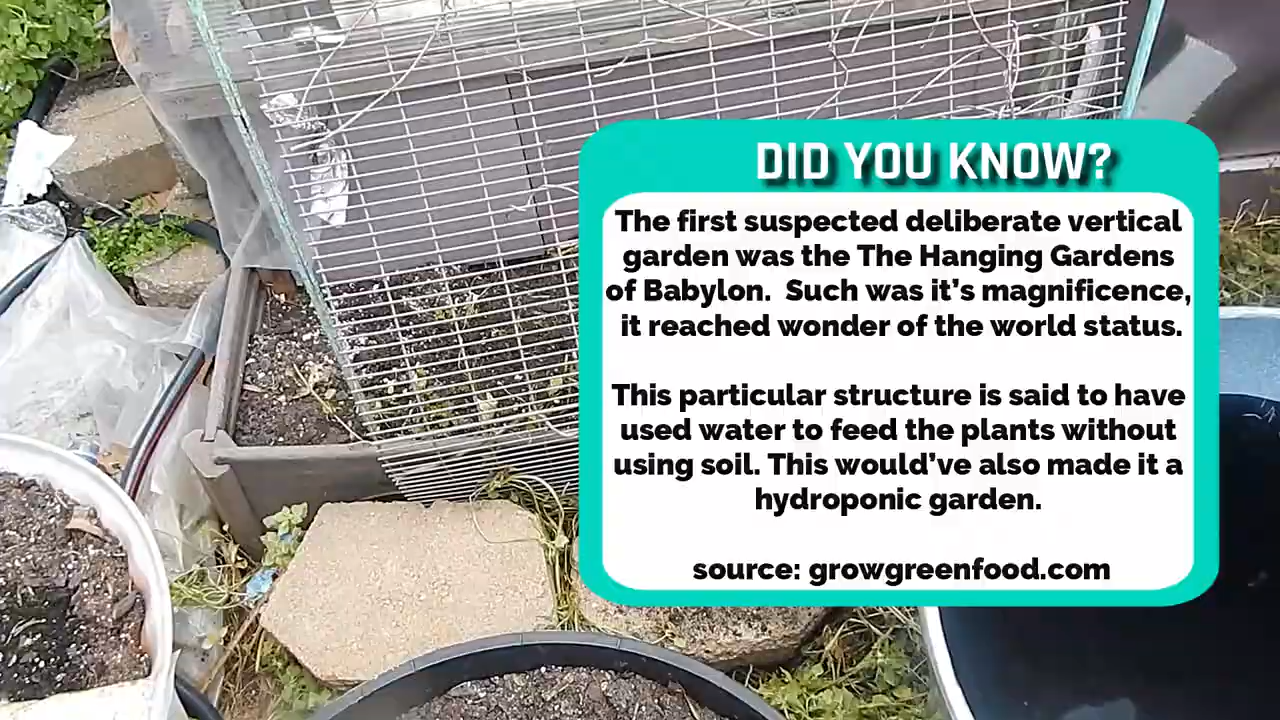 DID YOU KNOW?
The first suspected deliberate vertical
garden was the The Hanging Gardens
of Babylon.  Such was it's magnificence,
it reached wonder of the world status.
This particular structure is said to have
used water to feed the plants without
using soil. This would've also made it a
hydroponic garden.
source: growgreenfood.com